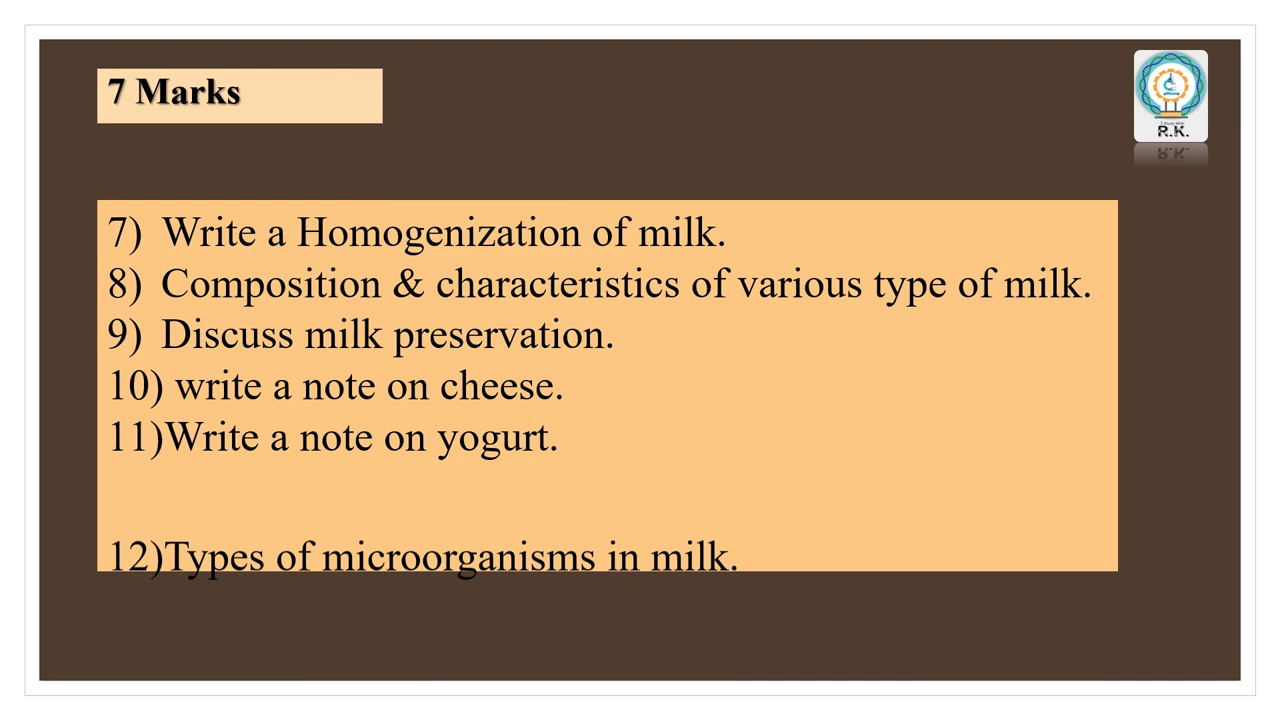 7 Marks
R.K.
7) Write a Homogenization of milk.
8) Composition & characteristics of various type of milk.
9) Discuss milk preservation.
10) write a note on cheese.
11)Write a note on yogurt.
12)Types of microorganisms in milk.